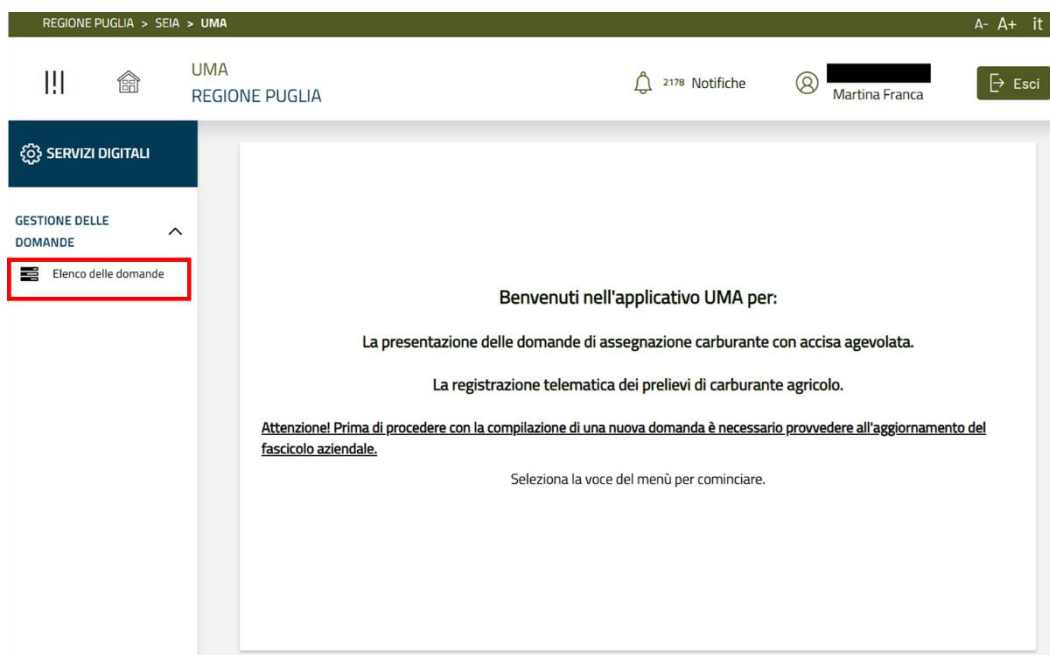 REGIONE PUGLIA > SEIA > UMA
A- A+ it
UMA
REGIONE PUGLIA
2178 Notifiche
Martina Franca
Esci
SERVIZI DIGITALI
GESTIONE DELLE
DOMANDE
Elenco delle domande
Benvenuti nell'applicativo UMA per:
La presentazione delle domande di assegnazione carburante con accisa agevolata.
La registrazione telematica dei prelievi di carburante agricolo.
Attenzione! Prima di procedere con la compilazione di una nuova domanda è necessario provvedere all'aggiornamento del
fascicolo aziendale.
Seleziona la voce del menù per cominciare.